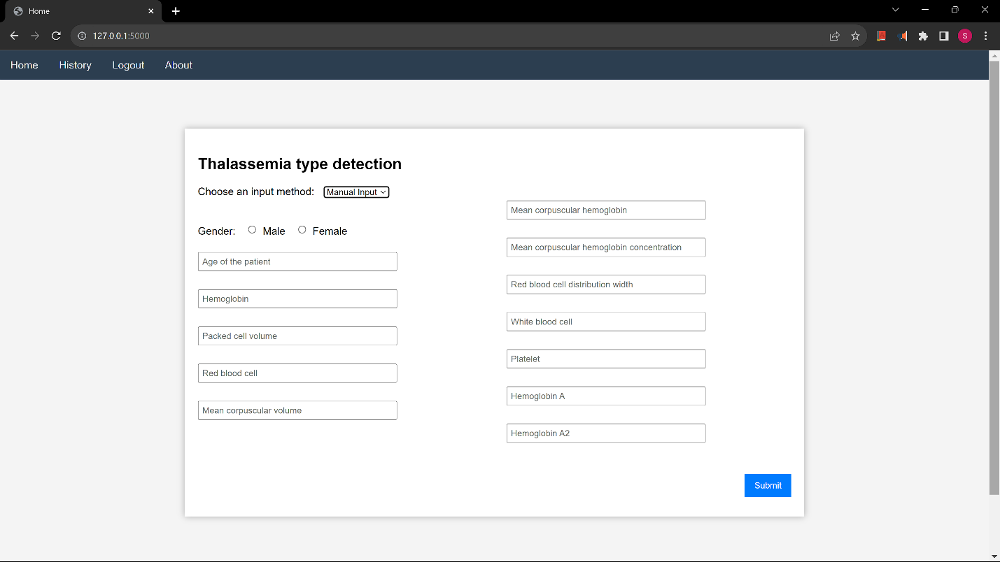 Home
127.0.0.1:5000
S
Home History Logout About
Thalassemia type detection
Choose an input method: Manual Input
Gender: Male Female
Age of the patient
Hemoglobin
Packed cell volume
Red blood cell
Mean corpuscular volume
Mean corpuscular hemoglobin
Mean corpuscular hemoglobin concentration
Red blood cell distribution width
White blood cell
Platelet
Hemoglobin A
Hemoglobin A2
Submit